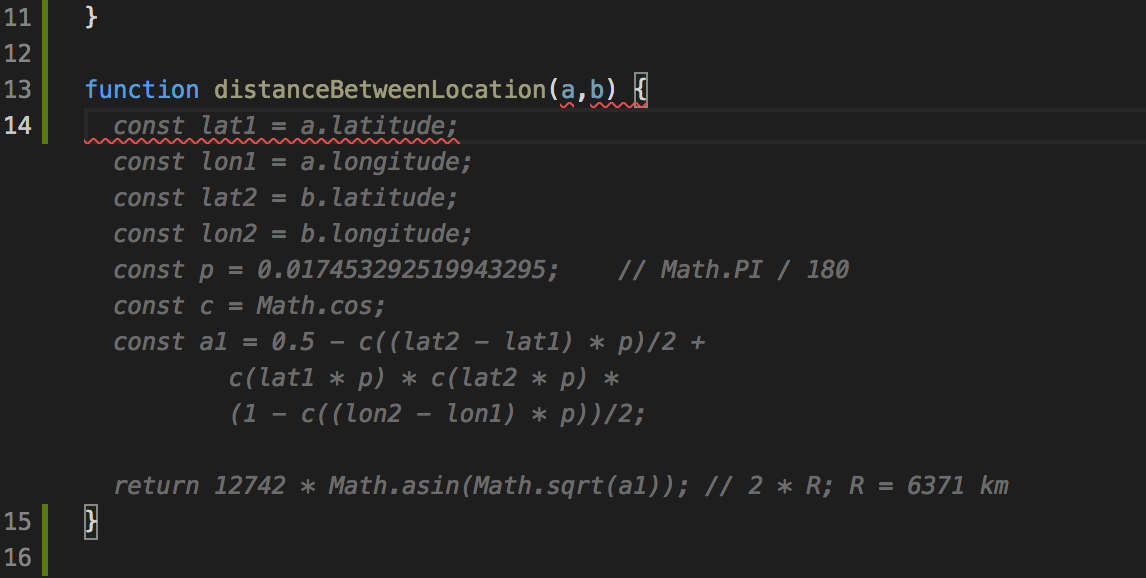 11 }
12
13 function distanceBetweenLocation(a,b) {
14 const lat1 = a.latitude;
const lon1 = a.longitude;
const lat2 = b.latitude;
const lon2 = b.longitude;
const p = 0.017453292519943295;    // Math.PI / 180
const c = Math.cos;
const a1 = 0.5 - c((lat2 - lat1) * p)/2 +
c(lat1 * p) * c(lat2 * p) *
(1 - c((lon2 - lon1) * p))/2;
return 12742 * Math.asin(Math.sqrt(a1)); // 2 * R; R = 6371 km
15 }
16